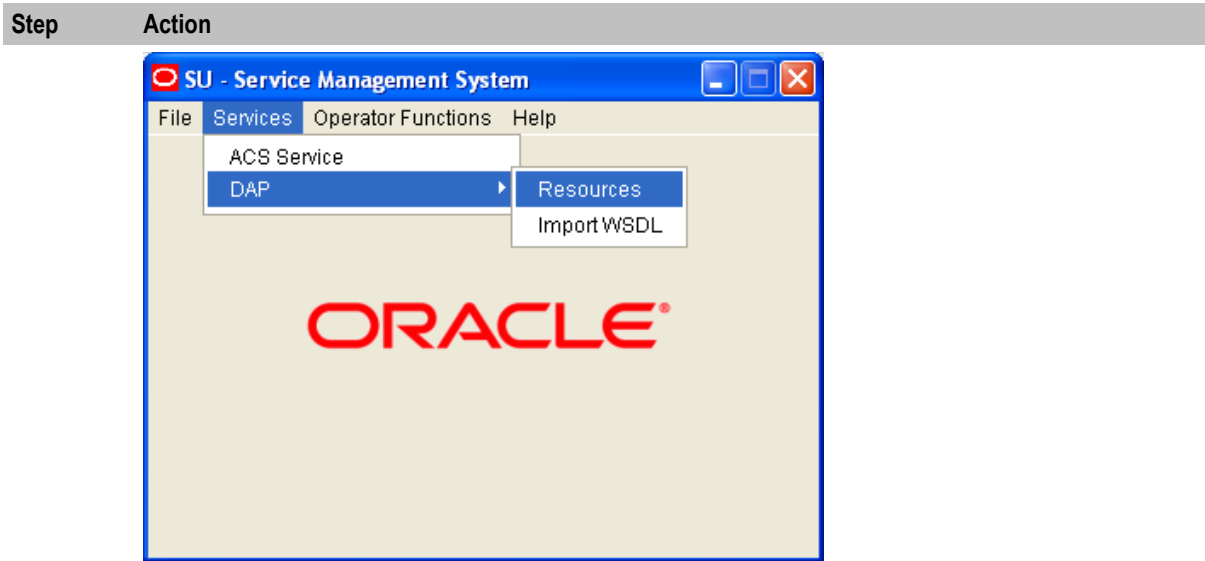 Step Action
SU - Service Management System
File Services Operator Functions Help
ACS Service
DAP Resources
Import WSDL
ORACLE®